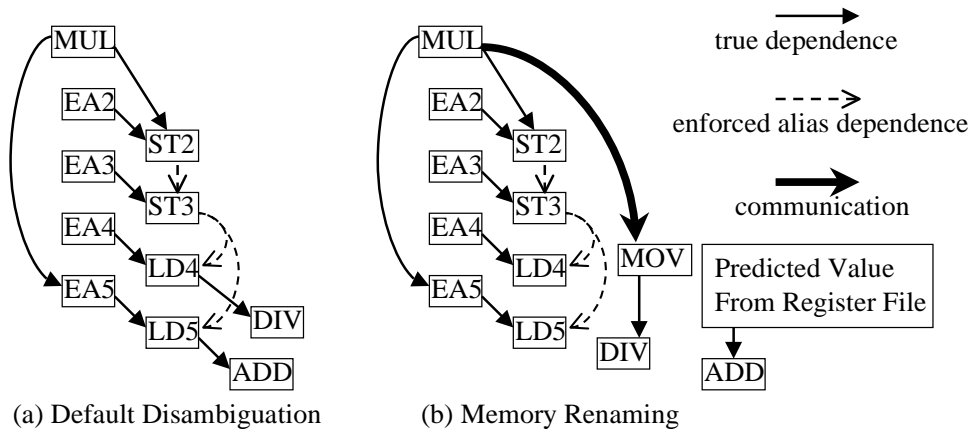 MUL
EA2
ST2
EA3
ST3
EA4
LD4
EA5
LD5
DIV
ADD
(a) Default Disambiguation
MUL
EA2
ST2
EA3
ST3
EA4
LD4
MOV
EA5
LD5
DIV
ADD
(b) Memory Renaming
true dependence
enforced alias dependence
communication
Predicted Value
From Register File